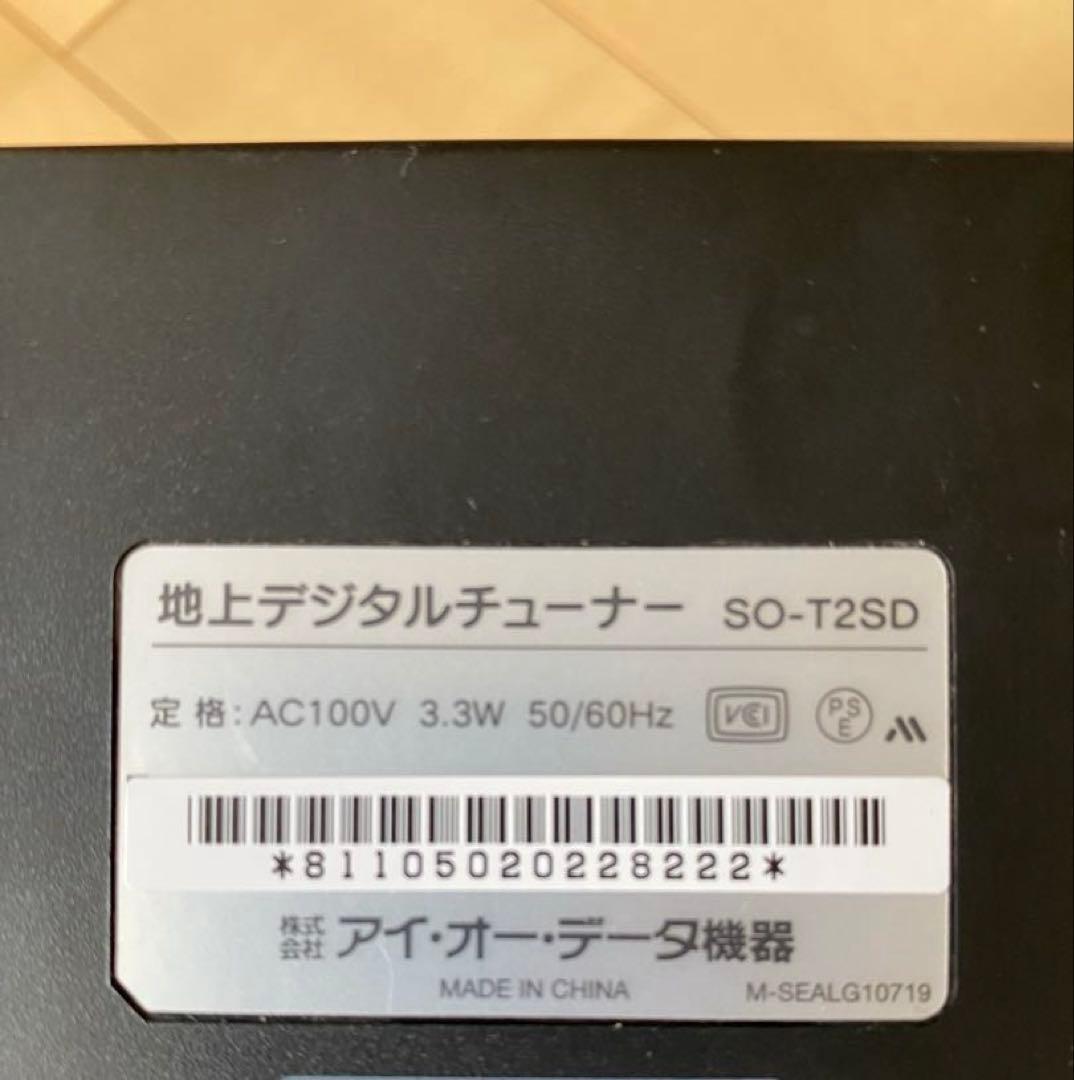 地上デジタルチューナー SO-T2SD
定格:AC100V 3.3W 50/60Hz VCI PSE
*81105020228222*
株式会社 アイ・オー・データ機器
MADE IN CHINA M-SEALG10719